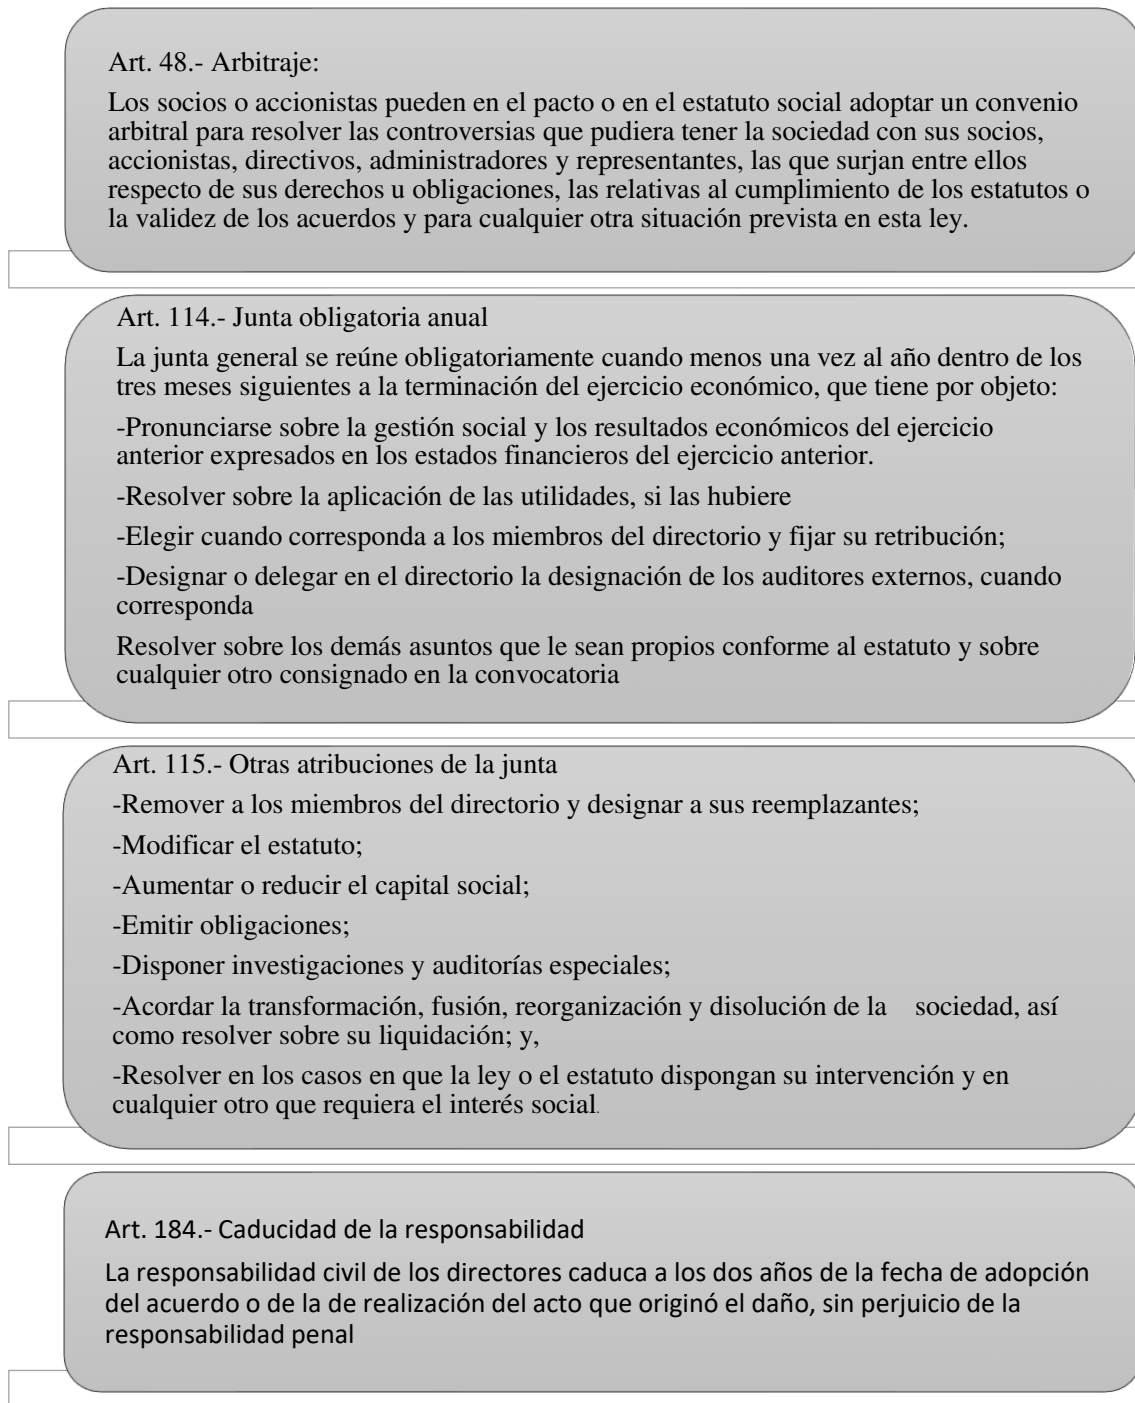 Art. 48.- Arbitraje:
Los socios o accionistas pueden en el pacto o en el estatuto social adoptar un convenio
arbitral para resolver las controversias que pudiera tener la sociedad con sus socios,
accionistas, directivos, administradores y representantes, las que surjan entre ellos
respecto de sus derechos u obligaciones, las relativas al cumplimiento de los estatutos o
la validez de los acuerdos y para cualquier otra situación prevista en esta ley.
Art. 114.- Junta obligatoria anual
La junta general se reúne obligatoriamente cuando menos una vez al año dentro de los
tres meses siguientes a la terminación del ejercicio económico, que tiene por objeto:
-Pronunciarse sobre la gestión social y los resultados económicos del ejercicio
anterior expresados en los estados financieros del ejercicio anterior.
-Resolver sobre la aplicación de las utilidades, si las hubiere
-Elegir cuando corresponda a los miembros del directorio y fijar su retribución;
-Designar o delegar en el directorio la designación de los auditores externos, cuando
corresponda
Resolver sobre los demás asuntos que le sean propios conforme al estatuto y sobre
cualquier otro consignado en la convocatoria
Art. 115.- Otras atribuciones de la junta
-Remover a los miembros del directorio y designar a sus reemplazantes;
-Modificar el estatuto;
-Aumentar o reducir el capital social;
-Emitir obligaciones;
-Disponer investigaciones y auditorías especiales;
-Acordar la transformación, fusión, reorganización y disolución de la sociedad, así
como resolver sobre su liquidación; y,
-Resolver en los casos en que la ley o el estatuto dispongan su intervención y en
cualquier otro que requiera el interés social.
Art. 184.- Caducidad de la responsabilidad
La responsabilidad civil de los directores caduca a los dos años de la fecha de adopción
del acuerdo o de la de realización del acto que originó el daño, sin perjuicio de la
responsabilidad penal